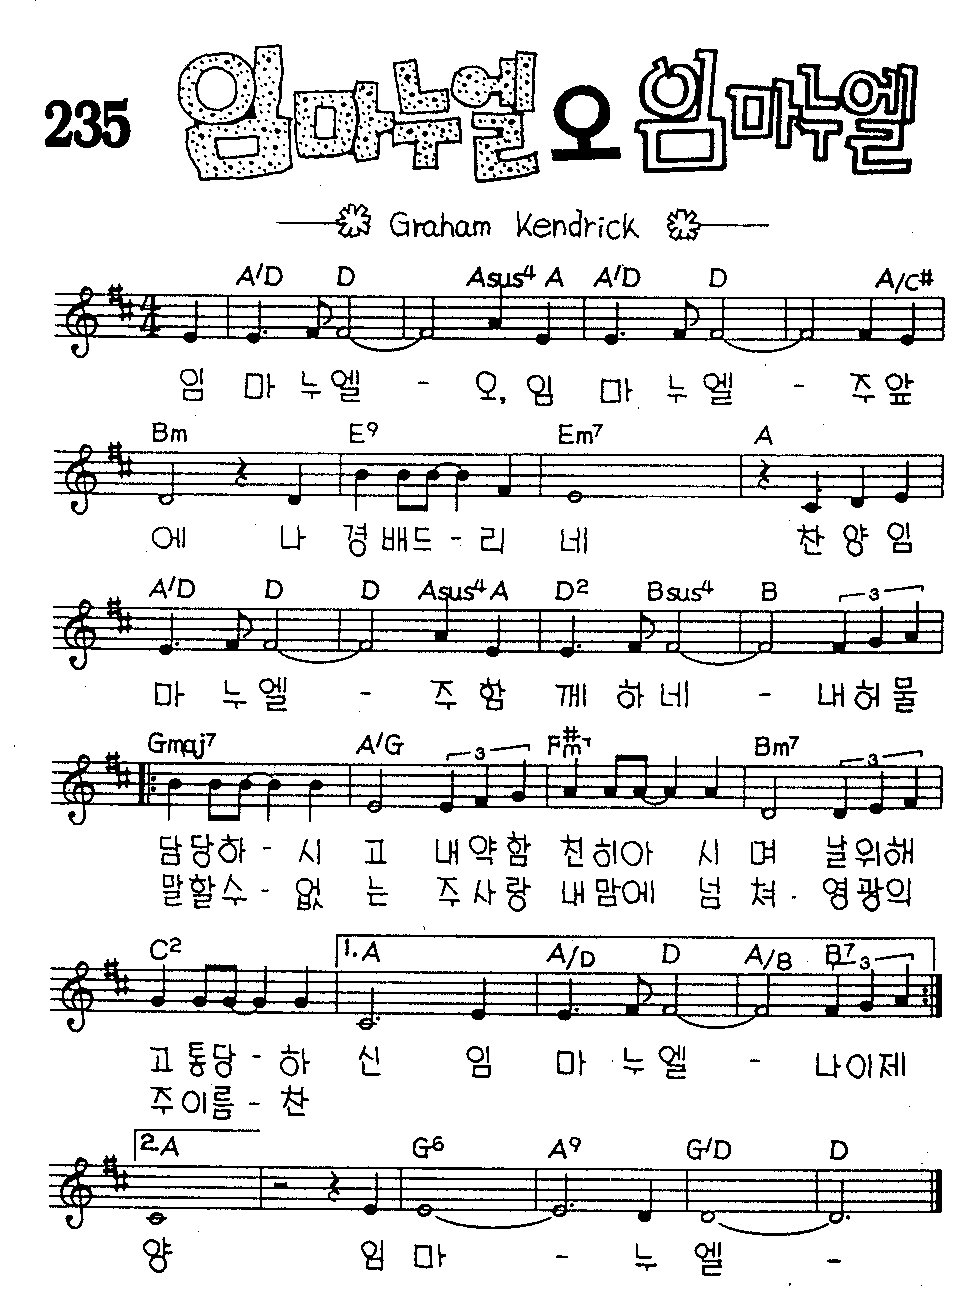 235 임마누엘 오 임마누엘
Graham Kendrick
A/D D Asus4 A A/D D A/C#
임 마 누 엘 - 오, 임 마 누 엘 - 주 앞
Bm E9 Em7 A
에 나 경 배 드 - 리 네 찬 양 임
A/D D D Asus4 A D2 Bsus4 B 3
마 누 엘 - 주 함 께 하 네 - 내 허 물
Gmaj7 A/G 3 F#m7 Bm7 3
담 당 하 - 시 고 내 약 함 친 히 아 시 며 날 위 해
말 할 수 - 없 는 주 사 랑 내 맘 에 넘 쳐 - 영 광 의
C2 1. A A/D D A/B B7 3
고 통 당 - 하 신 임 마 누 엘 - 나 이 제
주 이 름 - 찬
2. A G6 A9 G/D D
양 임 마 - 누 엘 -